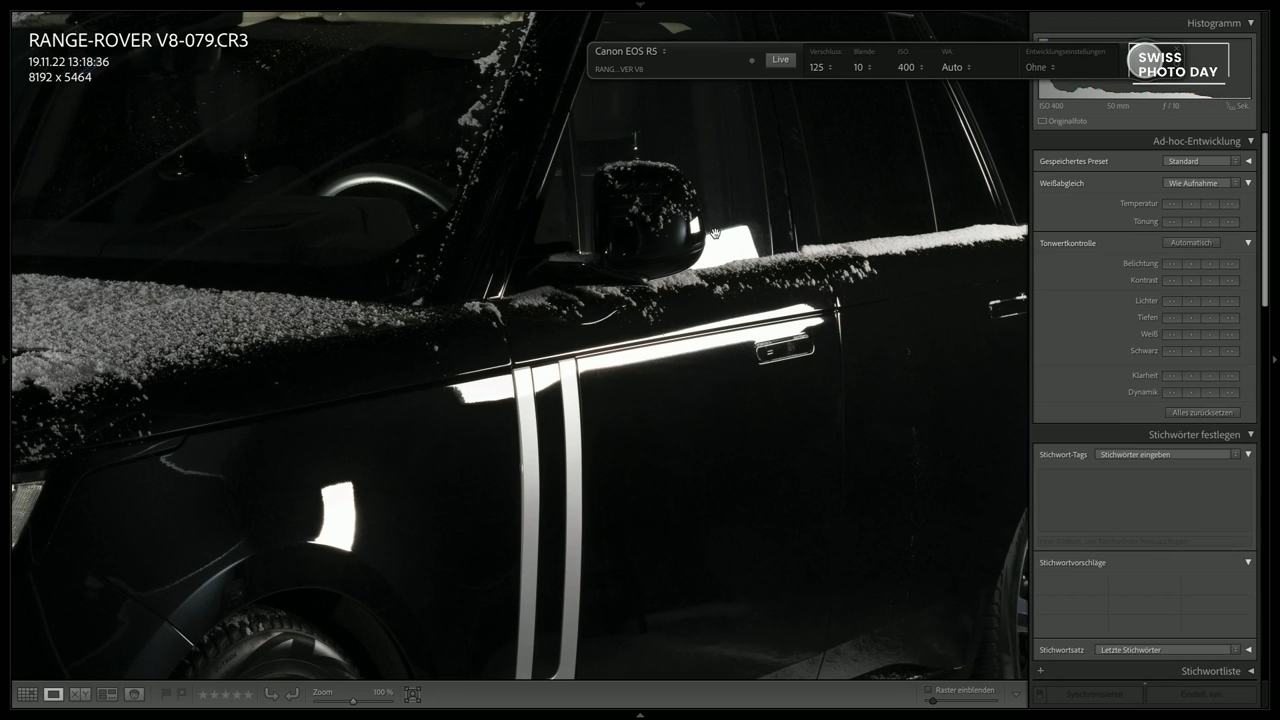 RANGE-ROVER V8-079.CR3
19.11.22 13:18:36
8192 x 5464
Canon EOS R5
RANG...VER V8
Live
Verschluss:
125
Blende:
10
ISO:
400
WA:
Auto
Entwicklungseinstellungen
Ohne
SWISS
PHOTO DAY
Histogramm
ISO 400
50 mm
ƒ / 10
Sek.
Originalfoto
Ad-hoc-Entwicklung
Gespeichertes Preset
Standard
Weißabgleich
Wie Aufnahme
Temperatur
Tönung
Tonwertkontrolle
Automatisch
Belichtung
Kontrast
Lichter
Tiefen
Weiß
Schwarz
Klarheit
Dynamik
Alles zurücksetzen
Stichwörter festlegen
Stichwort-Tags
Stichwörter eingeben
Stichwortvorschläge
Stichwortsatz
Letzte Stichwörter
Stichwortliste
Zoom
100 %
Raster einblenden
Synchronisieren